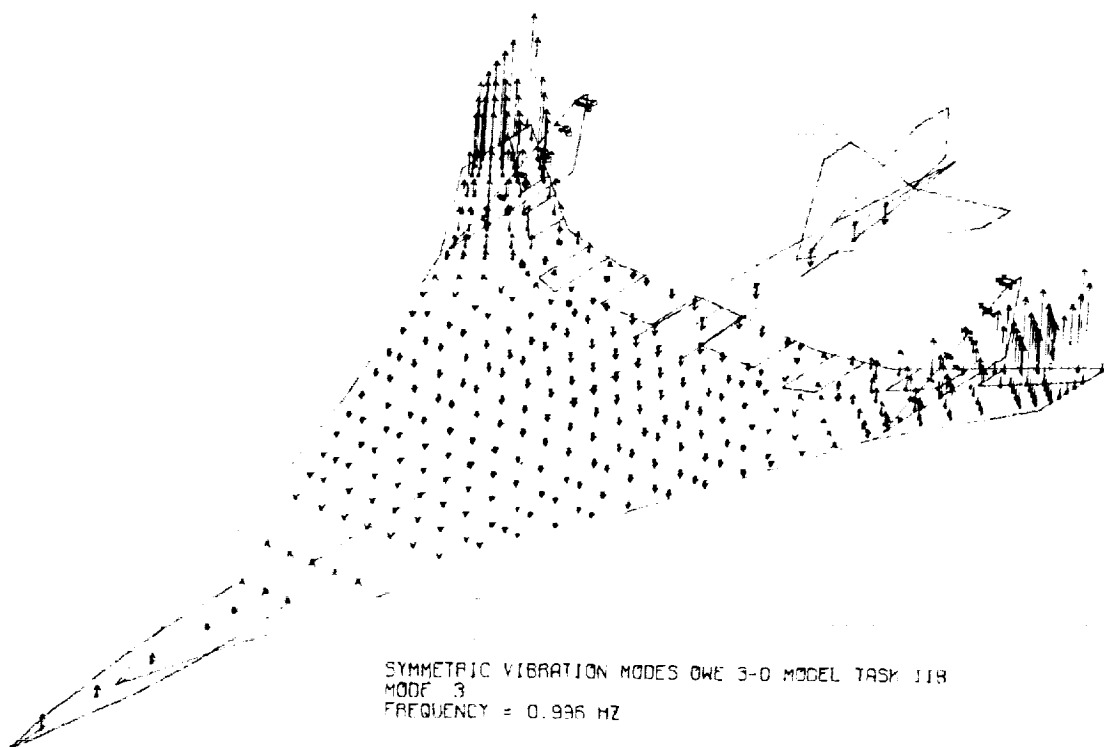 SYMMETRIC VIBRATION MODES OWE 3-D MODEL TASK IIB
MODE 3
FREQUENCY = 0.996 HZ